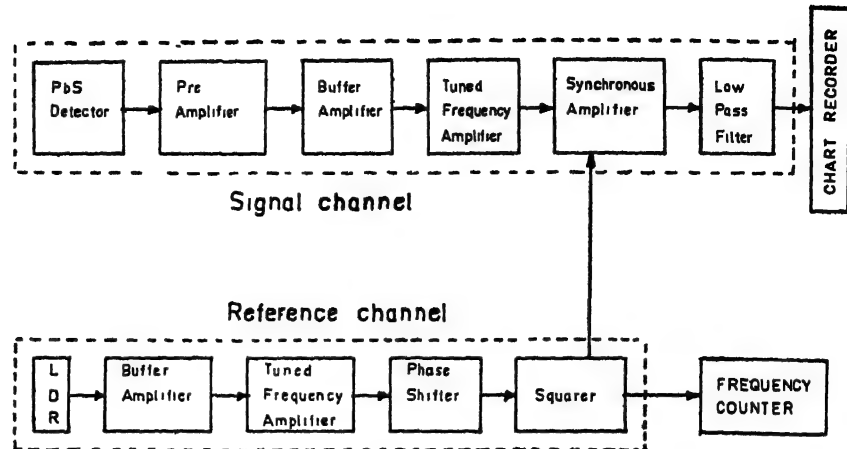 PbS
Detector
Pre
Amplifier
Buffer
Amplifier
Tuned
Frequency
Amplifier
Synchronous
Amplifier
Low
Pass
Filter
CHART RECORDER
Signal channel
Reference channel
L
D
R
Buffer
Amplifier
Tuned
Frequency
Amplifier
Phase
Shifter
Squarer
FREQUENCY
COUNTER